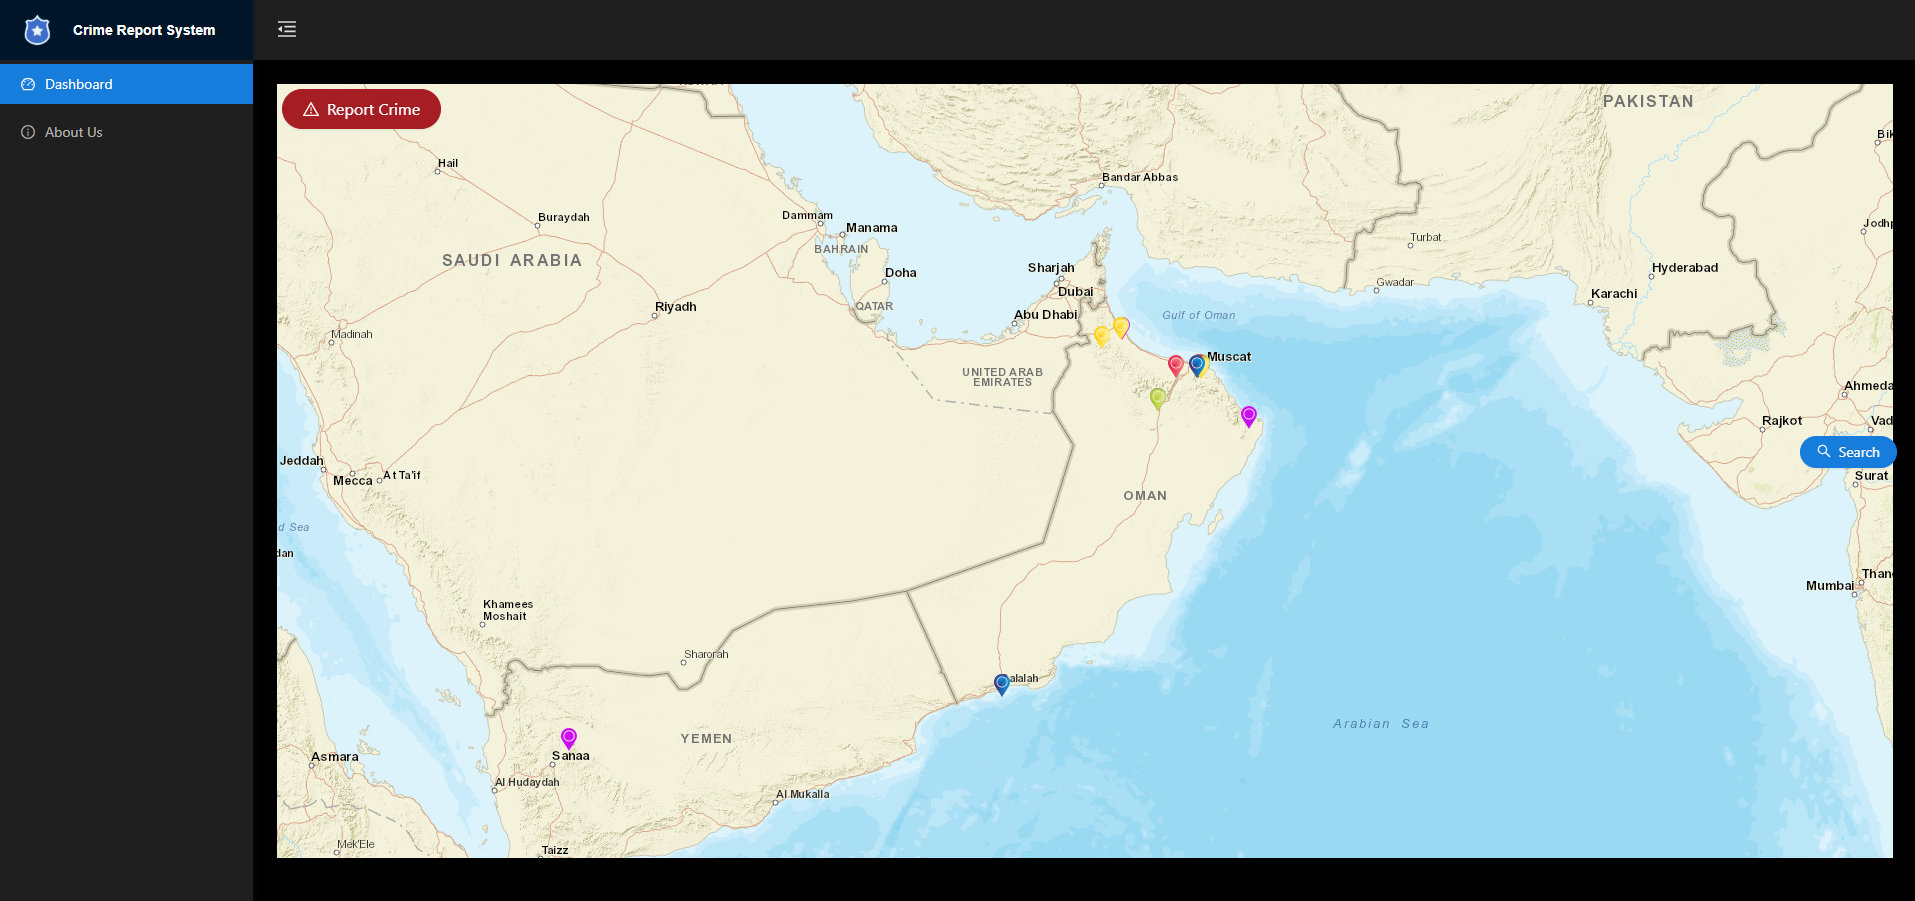 Crime Report System
Dashboard
About Us
Report Crime
PAKISTAN
Hail
Bandar Abbas
Buraydah
Dammam
Manama
BAHRAIN
SAUDI ARABIA
Jodhp
Turbat
Doha
Sharjah
Hyderabad
Gwadar
Dubai
Karachi
QATAR
Riyadh
Abu Dhabi
Gulf of Oman
Madinah
Muscat
UNITED ARAB
EMIRATES
Ahmeda
Rajkot
Vad
Search
Jeddah
Mecca
At Ta'if
Surat
OMAN
d Sea
dan
Thane
Mumbai
Khamees
Moshait
Sharorah
alalah
Arabian Sea
YEMEN
Sanaa
Asmara
Al Hudaydah
Al Mukalla
Mek'Ele
Taizz